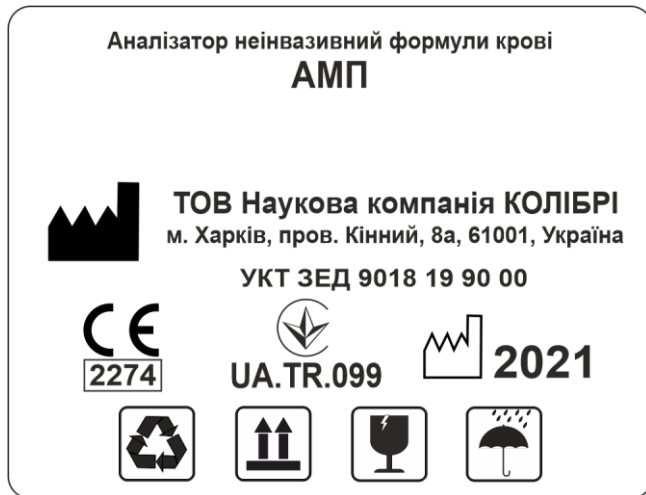 Аналізатор неінвазивний формули крові
АМП
ТОВ Наукова компанія КОЛІБРІ
м. Харків, пров. Кінний, 8а, 61001, Україна
УКТ ЗЕД 9018 19 90 00
CE
2274
UA.TR.099
2021